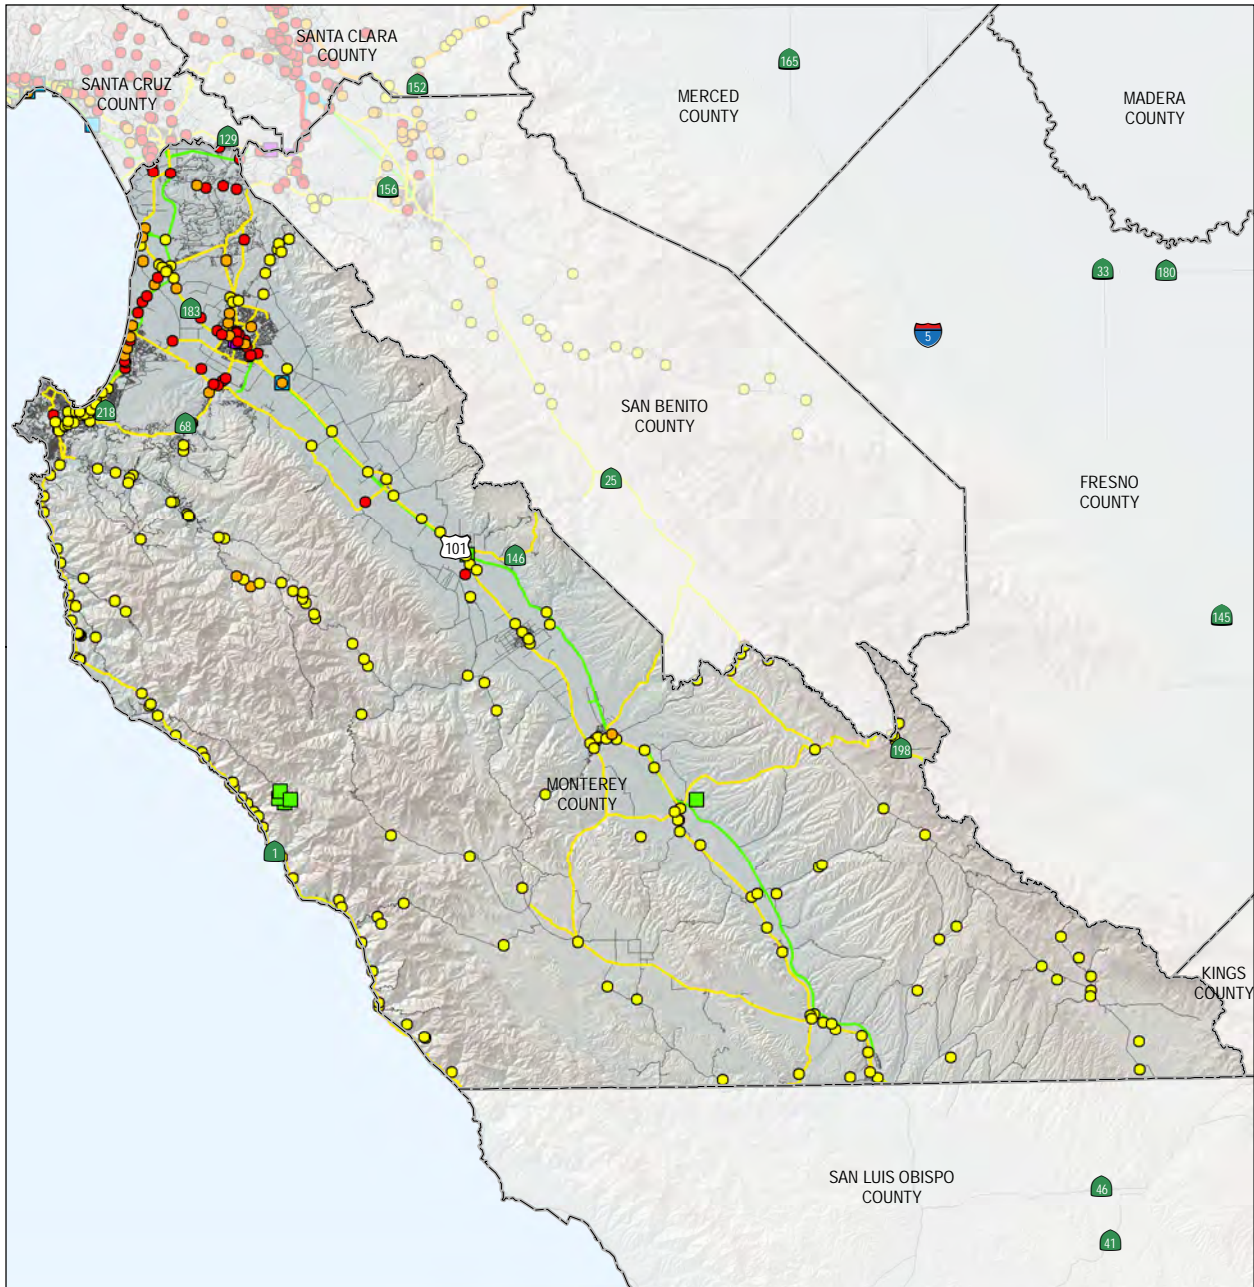 SANTA CLARA
COUNTY
165
SANTA CRUZ
COUNTY
152
MERCED
COUNTY
MADERA
COUNTY
129
156
33
180
183
5
218
68
SAN BENITO
COUNTY
25
FRESNO
COUNTY
101
146
145
198
MONTEREY
COUNTY
1
KINGS
COUNTY
SAN LUIS OBISPO
COUNTY
46
41